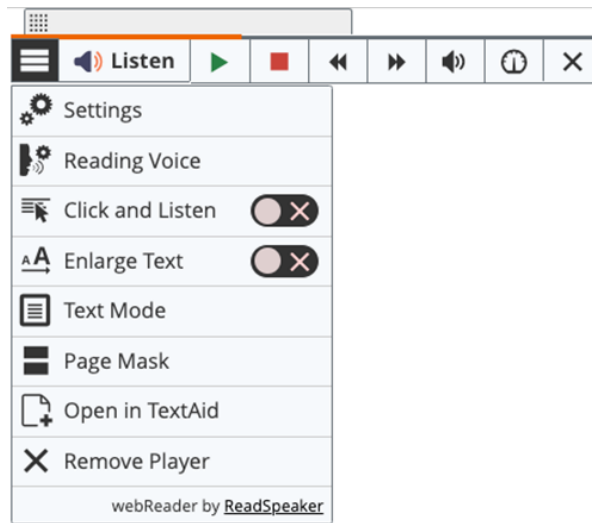 Listen
Settings
Reading Voice
Click and Listen
Enlarge Text
Text Mode
Page Mask
Open in TextAid
Remove Player
webReader by ReadSpeaker